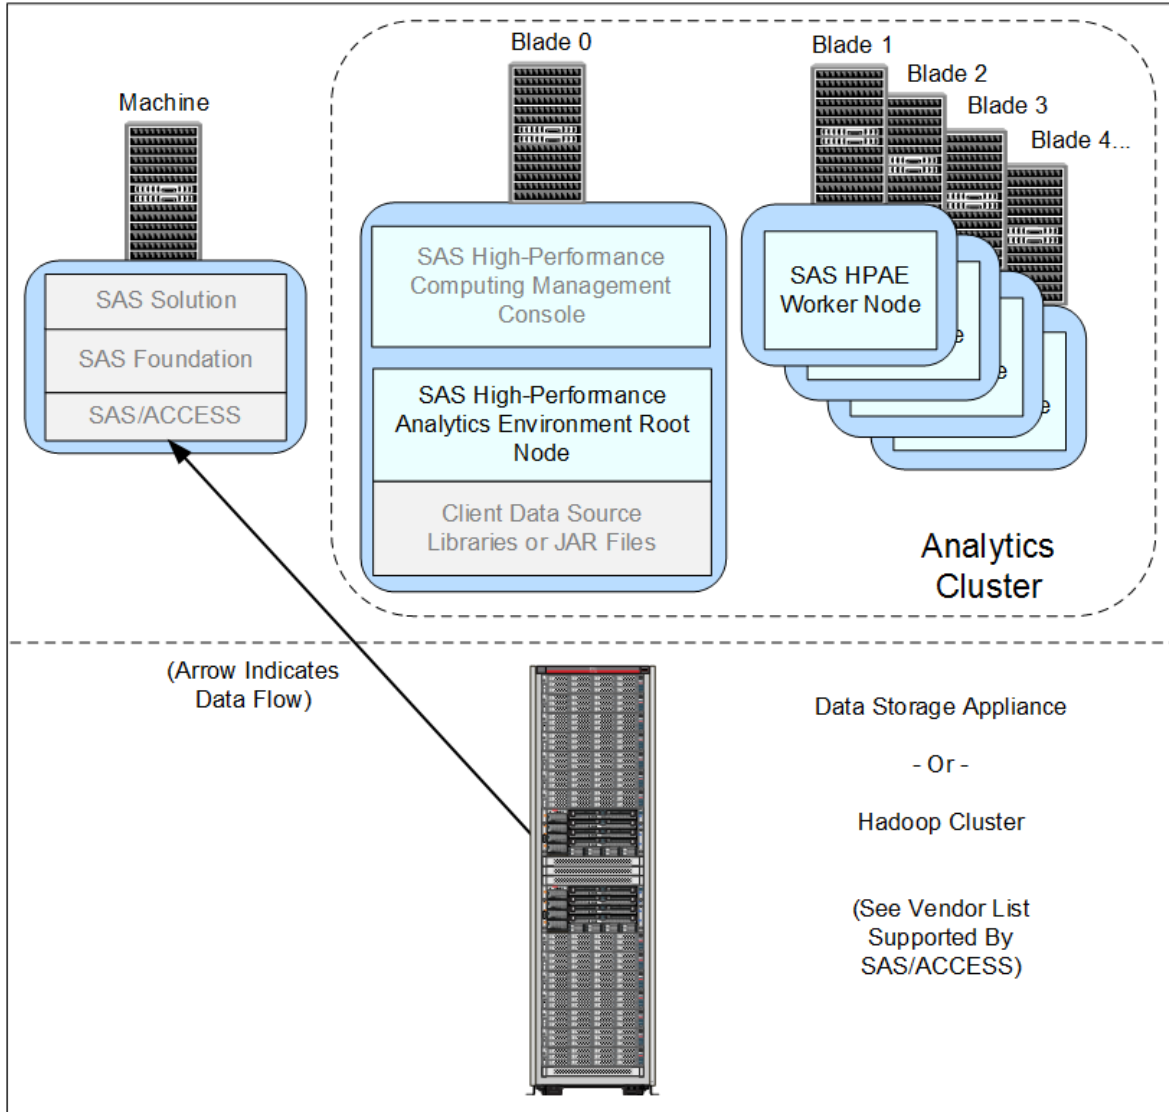 Blade 0
Blade 1
Blade 2
Machine
Blade 3
Blade 4...
SAS Solution
SAS Foundation
SAS/ACCESS
SAS High-Performance
Computing Management
Console
SAS High-Performance
Analytics Environment Root
Node
Client Data Source
Libraries or JAR Files
SAS HPAE
Worker Node
e
e
e
Analytics
Cluster
(Arrow Indicates
Data Flow)
Data Storage Appliance
- Or -
Hadoop Cluster
(See Vendor List
Supported By
SAS/ACCESS)